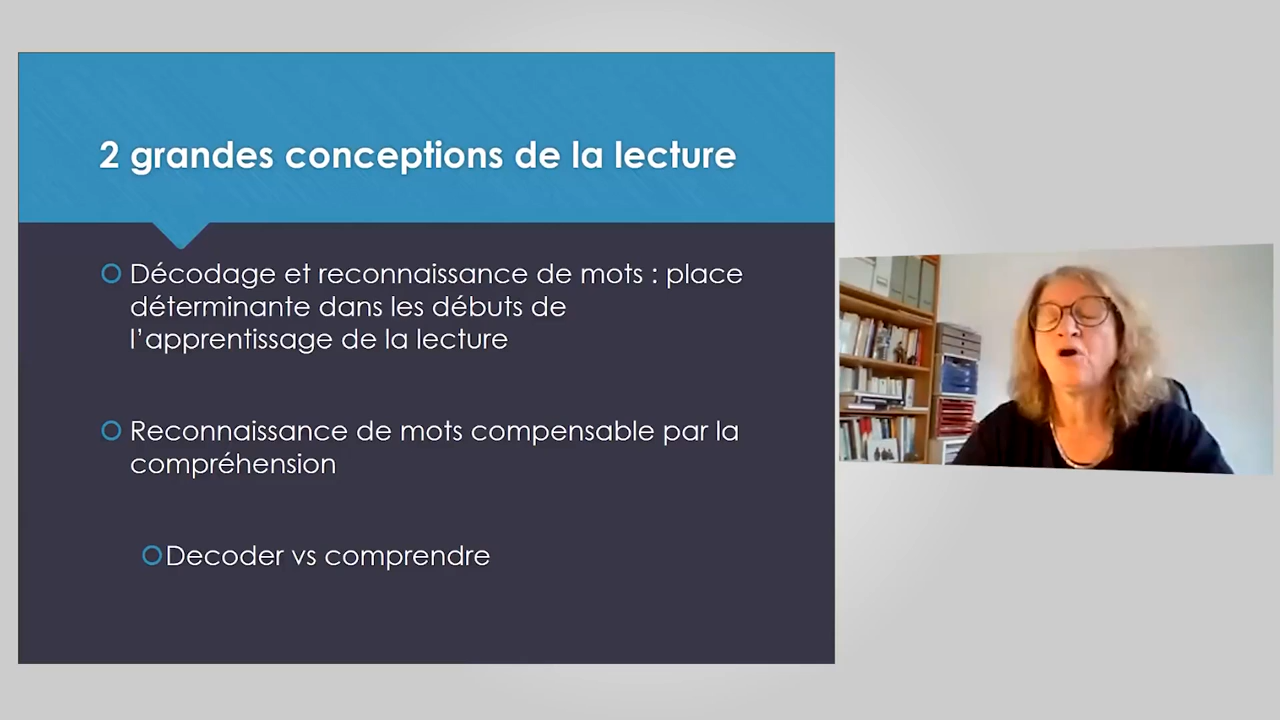 2 grandes conceptions de la lecture
Décodage et reconnaissance de mots : place
déterminante dans les débuts de
l’apprentissage de la lecture
Reconnaissance de mots compensable par la
compréhension
Decoder vs comprendre